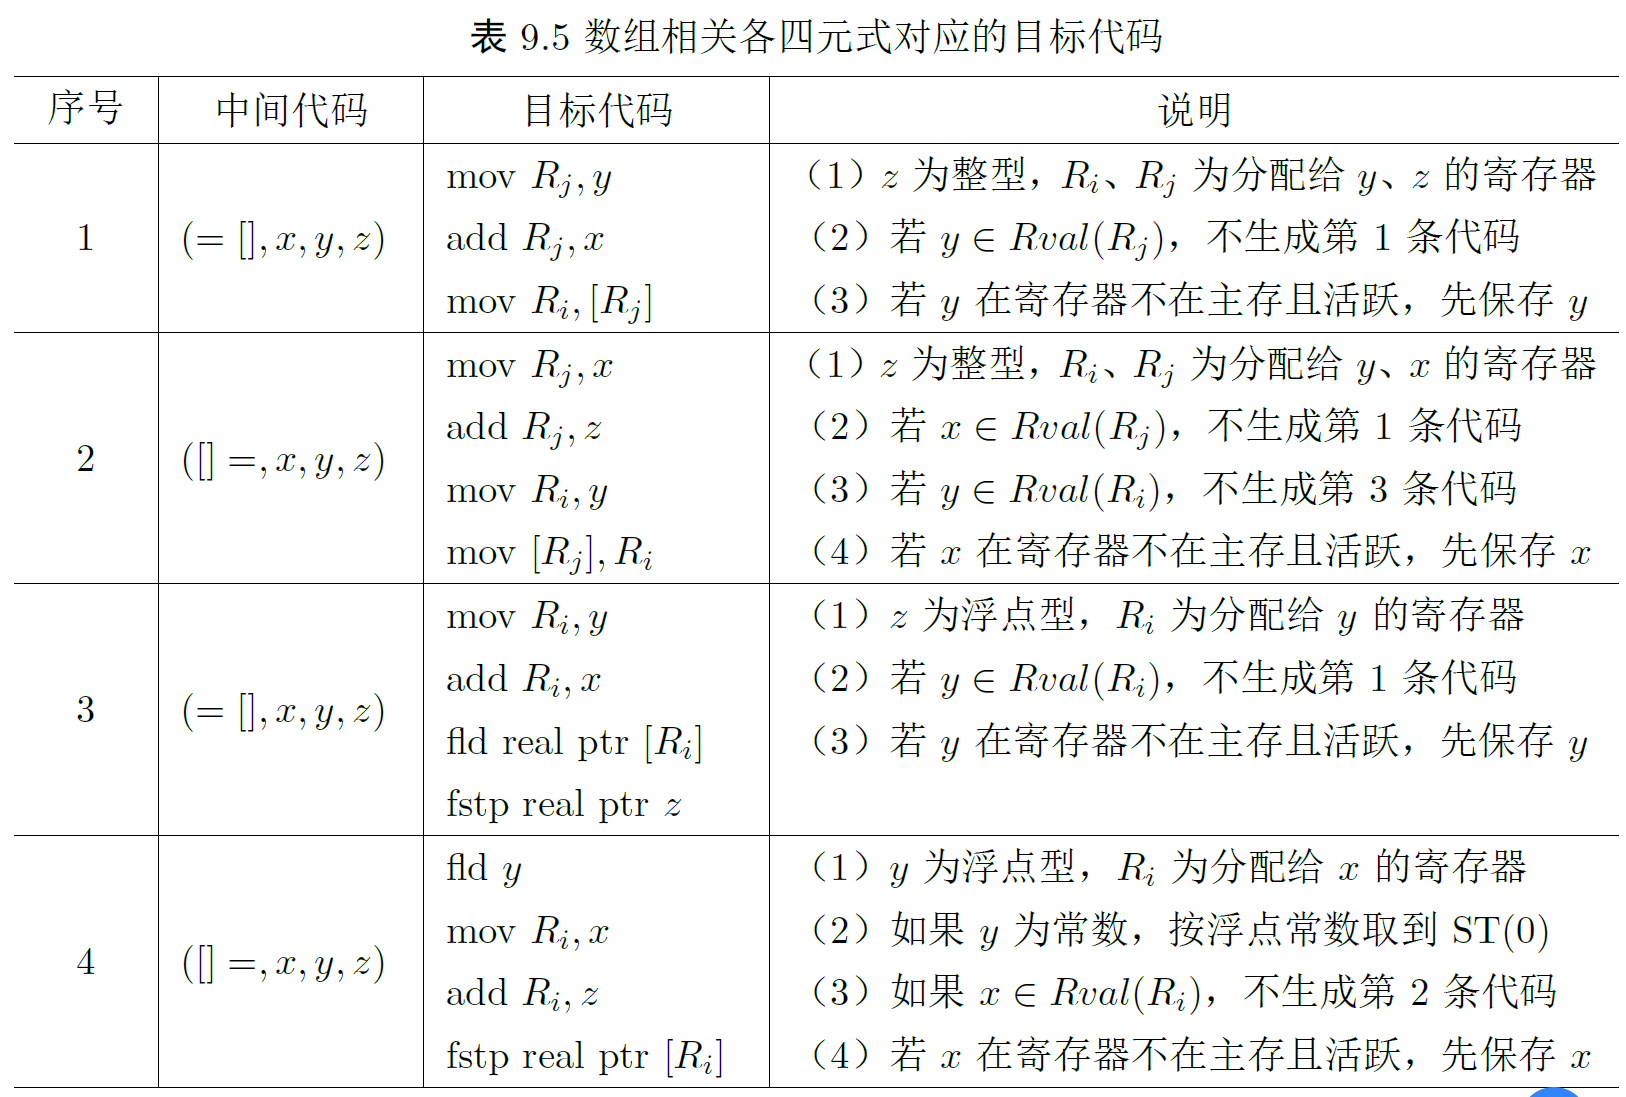 表 9.5 数组相关各四元式对应的目标代码
序号 中间代码 目标代码 说明
1 (= [], x, y, z)
mov Rj, y （1）z 为整型，Ri、Rj 为分配给 y、z 的寄存器
add Rj, x （2）若 y ∈ Rval(Rj)，不生成第 1 条代码
mov Ri, [Rj] （3）若 y 在寄存器不在主存且活跃，先保存 y
2 ([] =, x, y, z)
mov Rj, x （1）z 为整型，Ri、Rj 为分配给 y、x 的寄存器
add Rj, z （2）若 x ∈ Rval(Rj)，不生成第 1 条代码
mov Ri, y （3）若 y ∈ Rval(Ri)，不生成第 3 条代码
mov [Rj], Ri （4）若 x 在寄存器不在主存且活跃，先保存 x
3 (= [], x, y, z)
mov Ri, y （1）z 为浮点型，Ri 为分配给 y 的寄存器
add Ri, x （2）若 y ∈ Rval(Ri)，不生成第 1 条代码
fld real ptr [Ri] （3）若 y 在寄存器不在主存且活跃，先保存 y
fstp real ptr z
4 ([] =, x, y, z)
fld y （1）y 为浮点型，Ri 为分配给 x 的寄存器
mov Ri, x （2）如果 y 为常数，按浮点常数取到 ST(0)
add Ri, z （3）如果 x ∈ Rval(Ri)，不生成第 2 条代码
fstp real ptr [Ri] （4）若 x 在寄存器不在主存且活跃，先保存 x